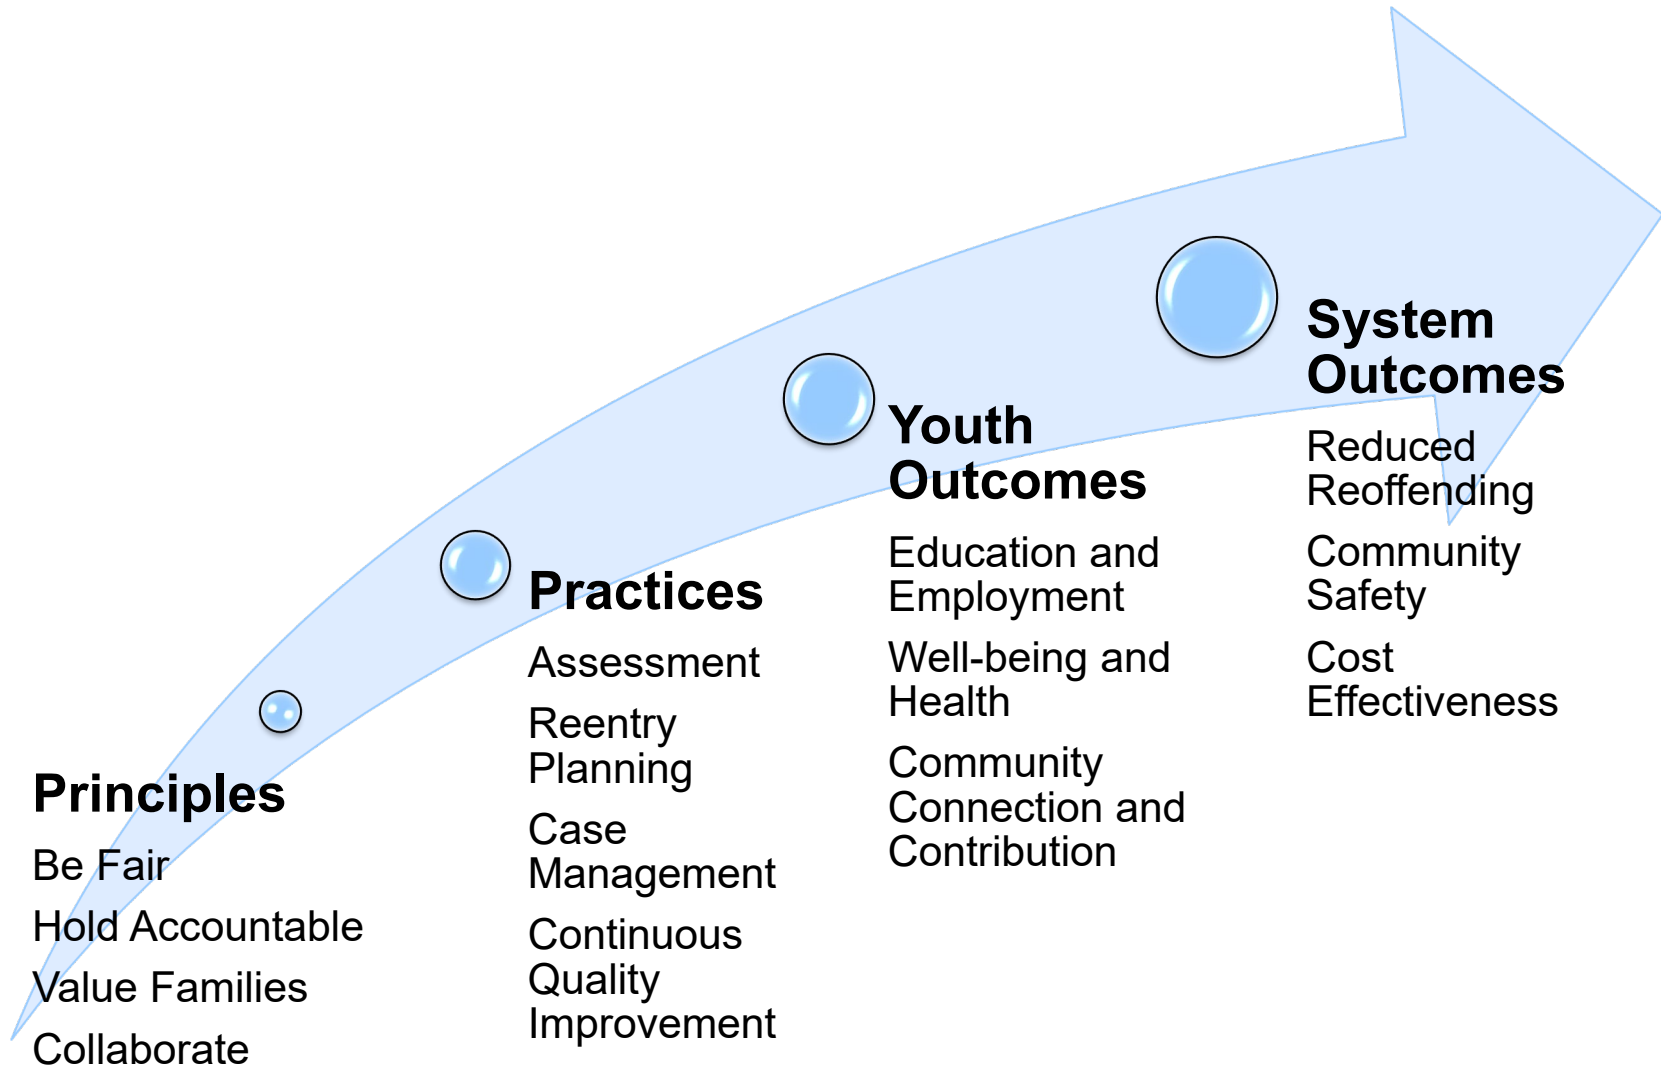 Principles
Be Fair
Hold Accountable
Value Families
Collaborate
Practices
Assessment
Reentry
Planning
Case
Management
Continuous
Quality
Improvement
Youth
Outcomes
Education and
Employment
Well-being and
Health
Community
Connection and
Contribution
System
Outcomes
Reduced
Reoffending
Community
Safety
Cost
Effectiveness